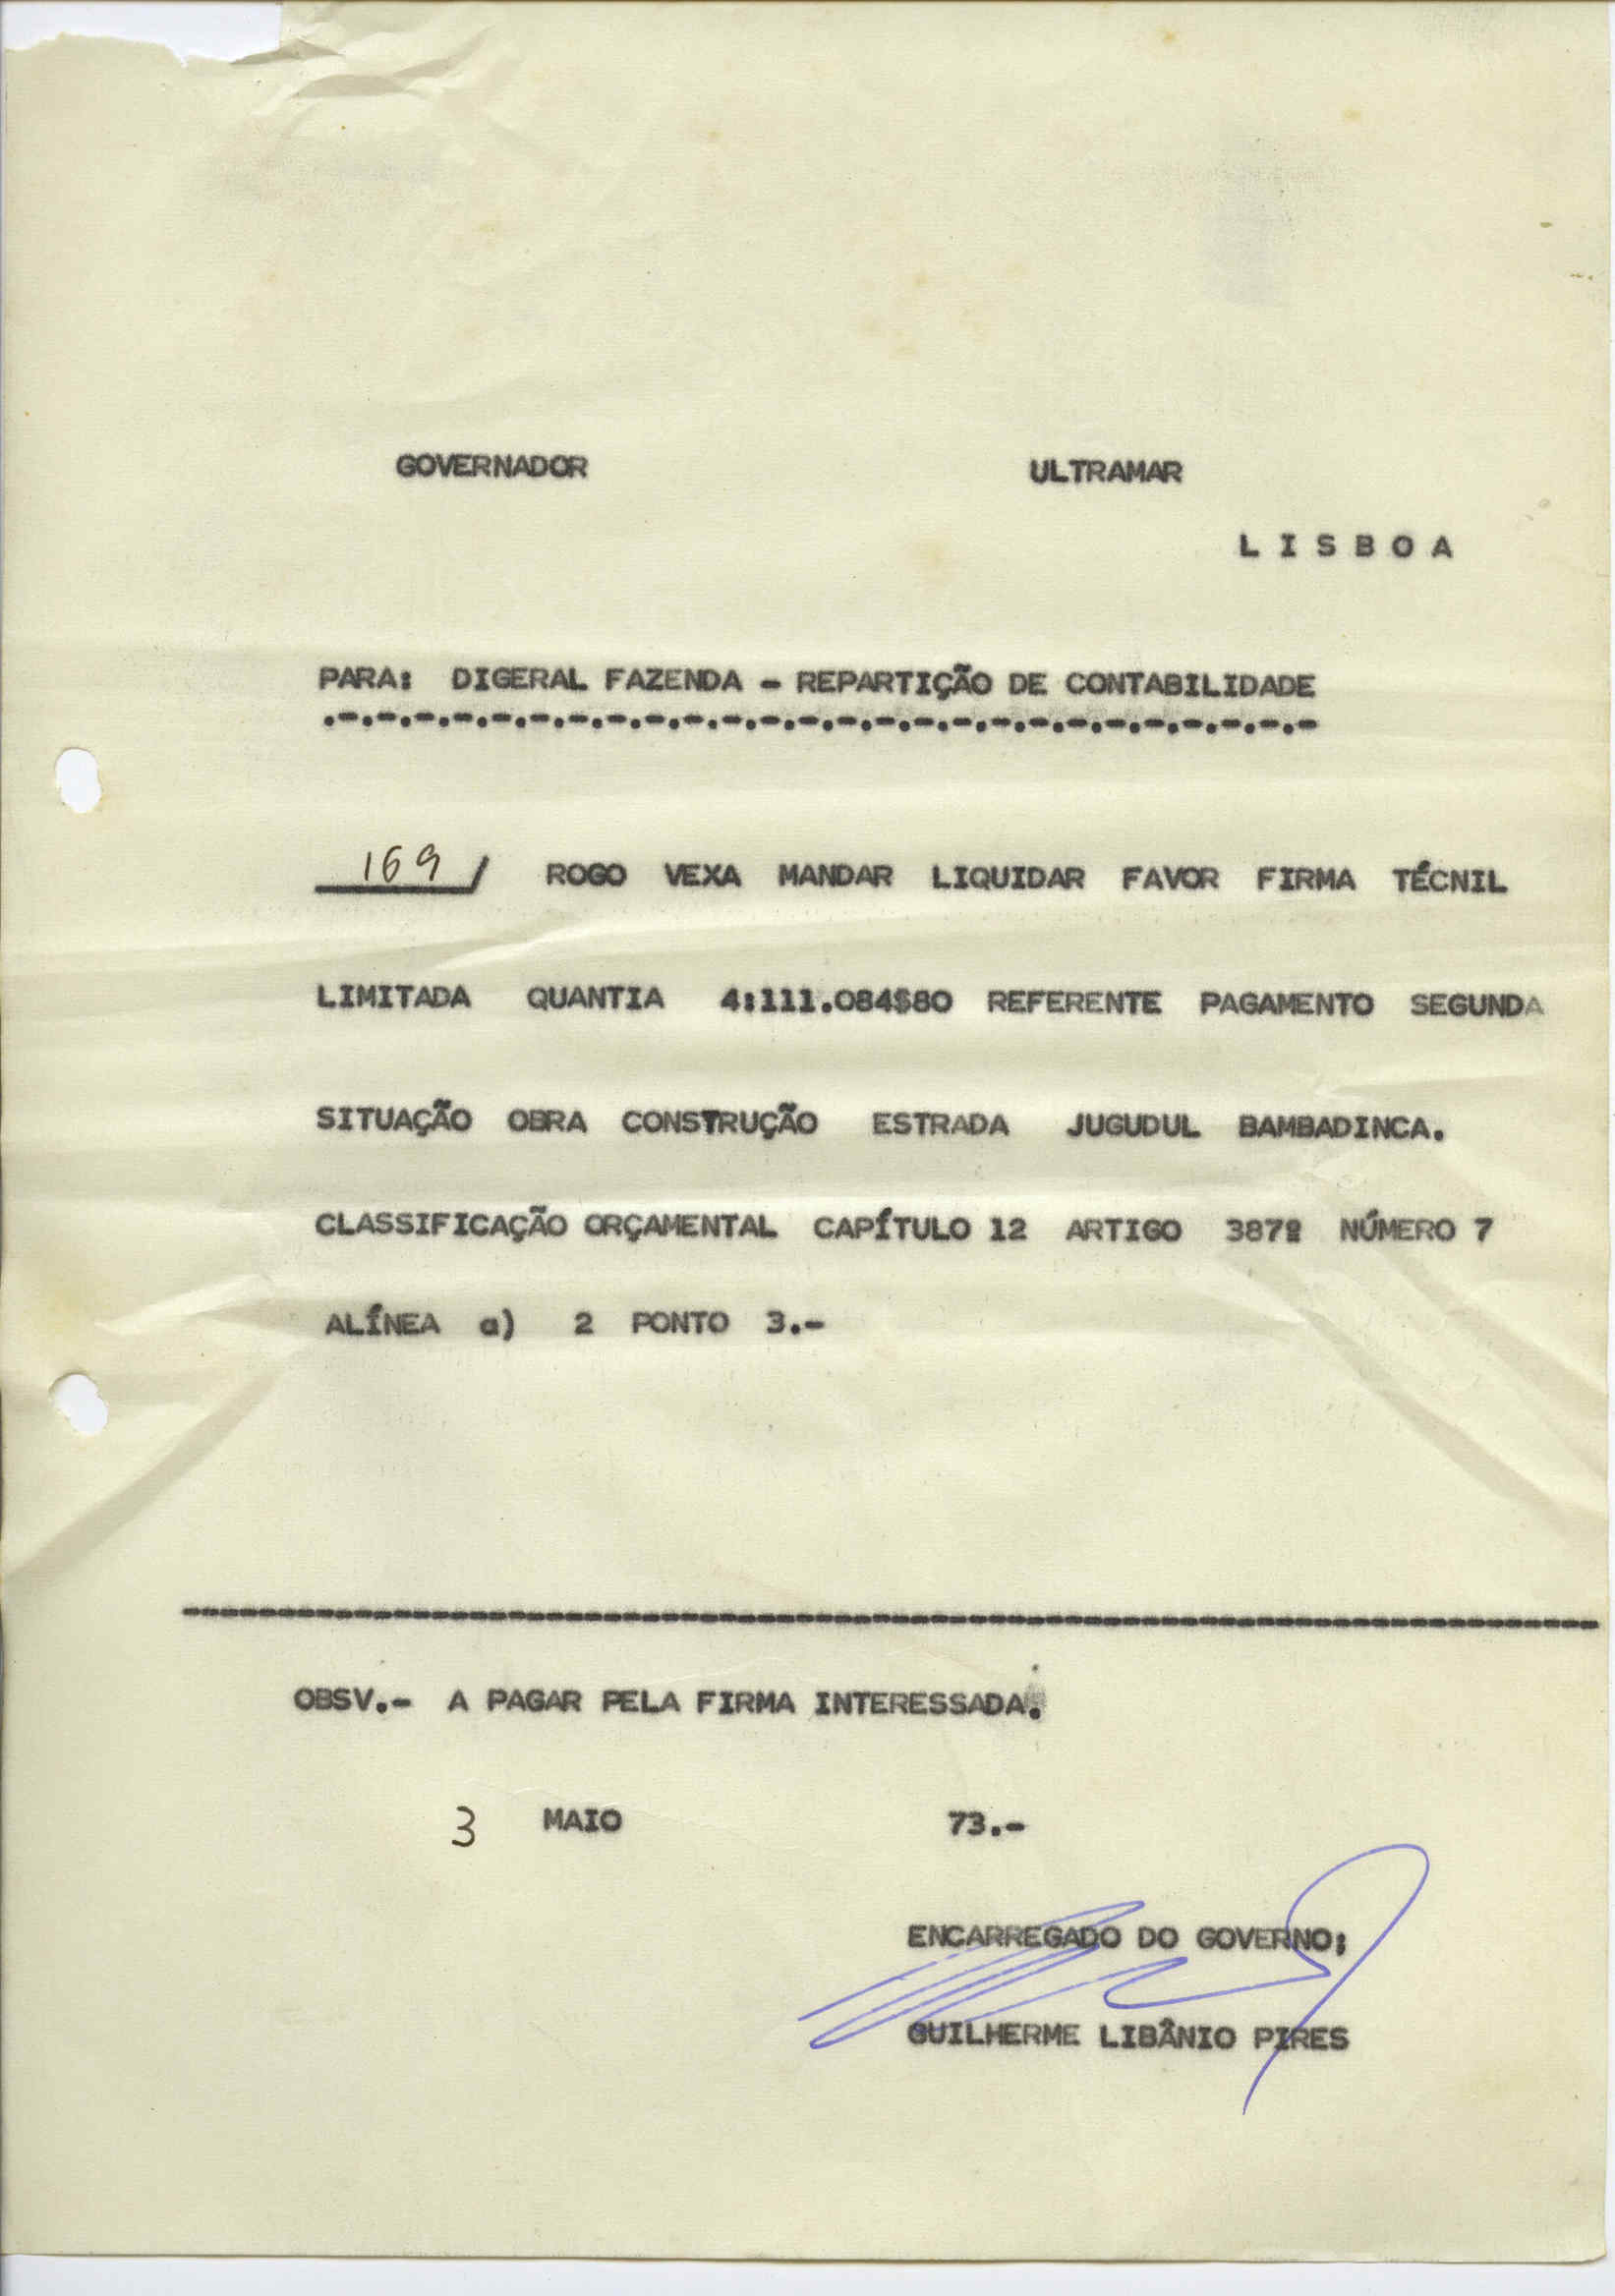 GOVERNADOR ULTRAMAR
L I S B O A
PARA: DIGERAL FAZENDA - REPARTIÇÃO DE CONTABILIDADE
.-.-.-.-.-.-.-.-.-.-.-.-.-.-.-.-.-.-.-.-.-.-.-.-.-.-
169/ ROGO VEXA MANDAR LIQUIDAR FAVOR FIRMA TÉCNIL
LIMITADA QUANTIA 4:111.084$80 REFERENTE PAGAMENTO SEGUNDA
SITUAÇÃO OBRA CONSTRUÇÃO ESTRADA JUGUDUL BAMBADINCA.
CLASSIFICAÇÃO ORÇAMENTAL CAPÍTULO 12 ARTIGO 387º NÚMERO 7
ALÍNEA a) 2 PONTO 3.-
OBSV.- A PAGAR PELA FIRMA INTERESSADA.
3 MAIO 73.-
ENCARREGADO DO GOVERNO:
GUILHERME LIBÂNIO PIRES